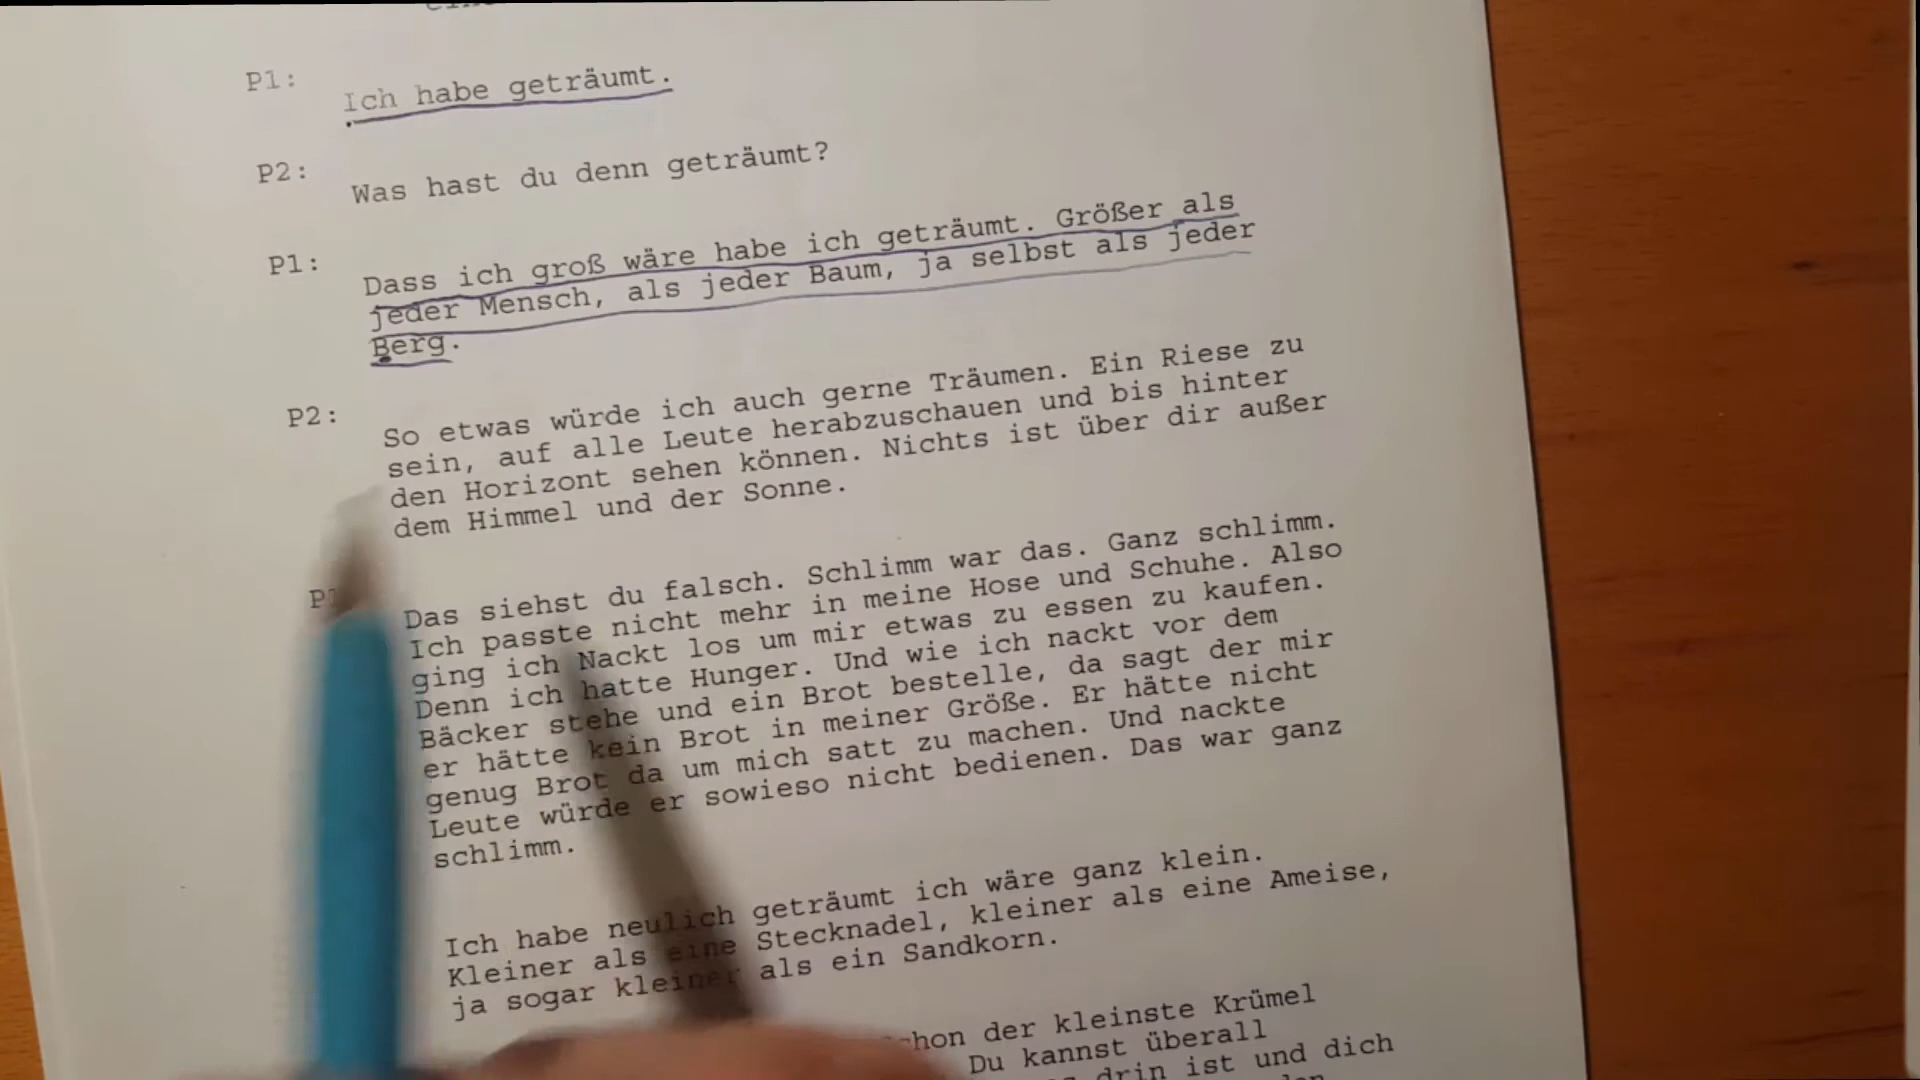 P1:
Ich habe geträumt.
P2:
Was hast du denn geträumt?
P1:
Dass ich groß wäre habe ich geträumt. Größer als
jeder Mensch, als jeder Baum, ja selbst als jeder
Berg.
P2:
So etwas würde ich auch gerne Träumen. Ein Riese zu
sein, auf alle Leute herabzuschauen und bis hinter
den Horizont sehen können. Nichts ist über dir außer
dem Himmel und der Sonne.
Das siehst du falsch. Schlimm war das. Ganz schlimm.
Ich passte nicht mehr in meine Hose und Schuhe. Also
ging ich Nackt los um mir etwas zu essen zu kaufen.
Denn ich hatte Hunger. Und wie ich nackt vor dem
Bäcker stehe und ein Brot bestelle, da sagt der mir
er hätte kein Brot in meiner Größe. Er hätte nicht
genug Brot da um mich satt zu machen. Und nackte
Leute würde er sowieso nicht bedienen. Das war ganz
schlimm.
Ich habe neulich geträumt ich wäre ganz klein.
Kleiner als eine Stecknadel, kleiner als eine Ameise,
ja sogar kleiner als ein Sandkorn.
der kleinste Krümel
Du kannst überall
drin ist und dich